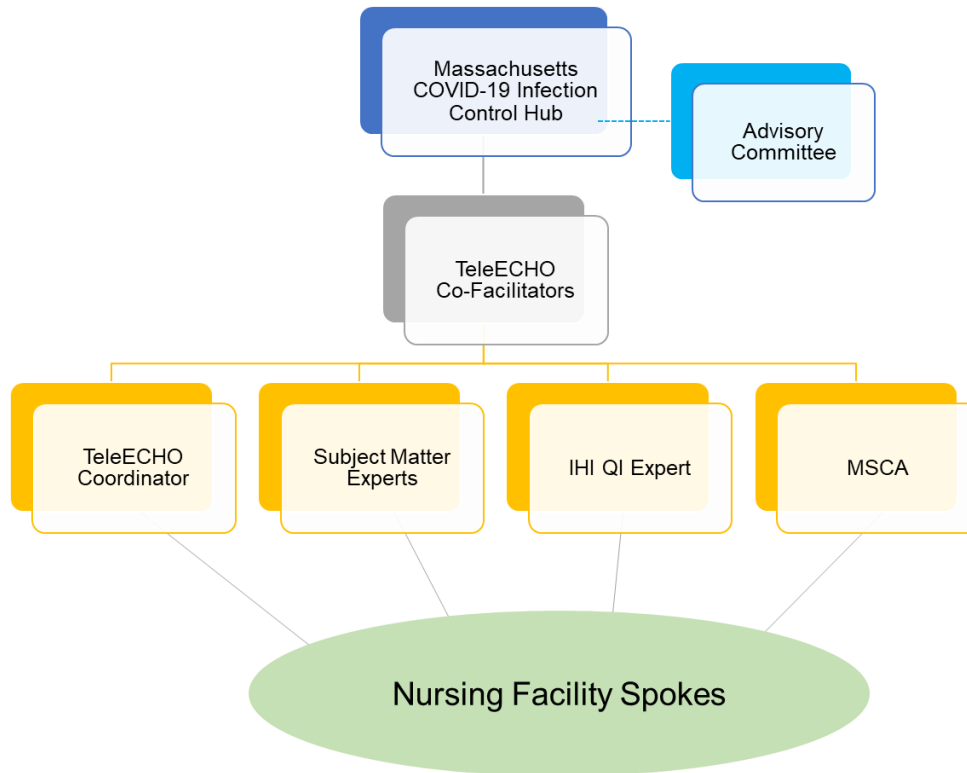 Massachusetts
COVID-19 Infection
Control Hub
Advisory
Committee
TeleECHO
Co-Facilitators
TeleECHO
Coordinator
Subject Matter
Experts
IHI QI Expert
MSCA
Nursing Facility Spokes